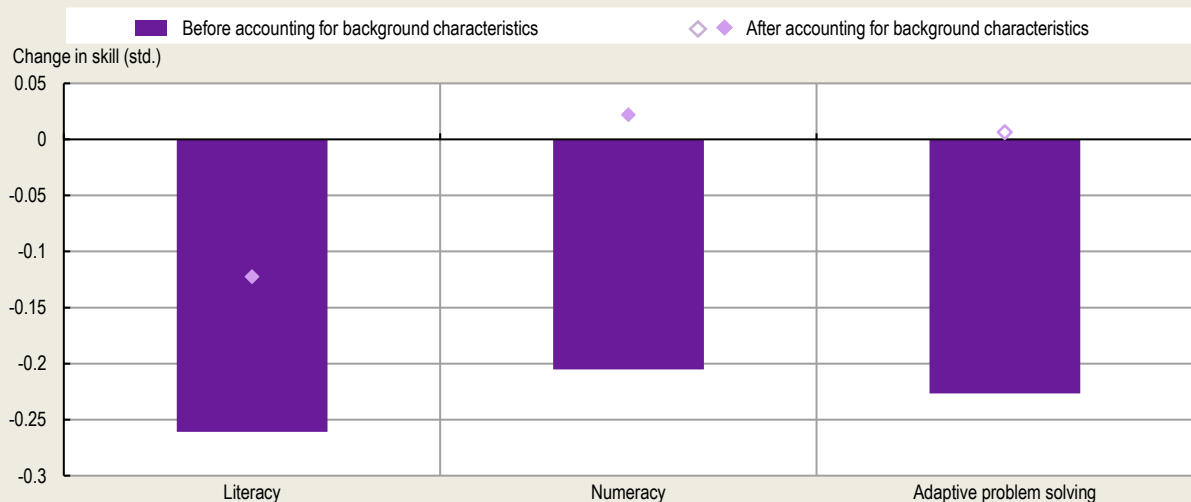 Before accounting for background characteristics
After accounting for background characteristics
Change in skill (std.)
0.05
0
-0.05
-0.1
-0.15
-0.2
-0.25
-0.3
Literacy
Numeracy
Adaptive problem solving